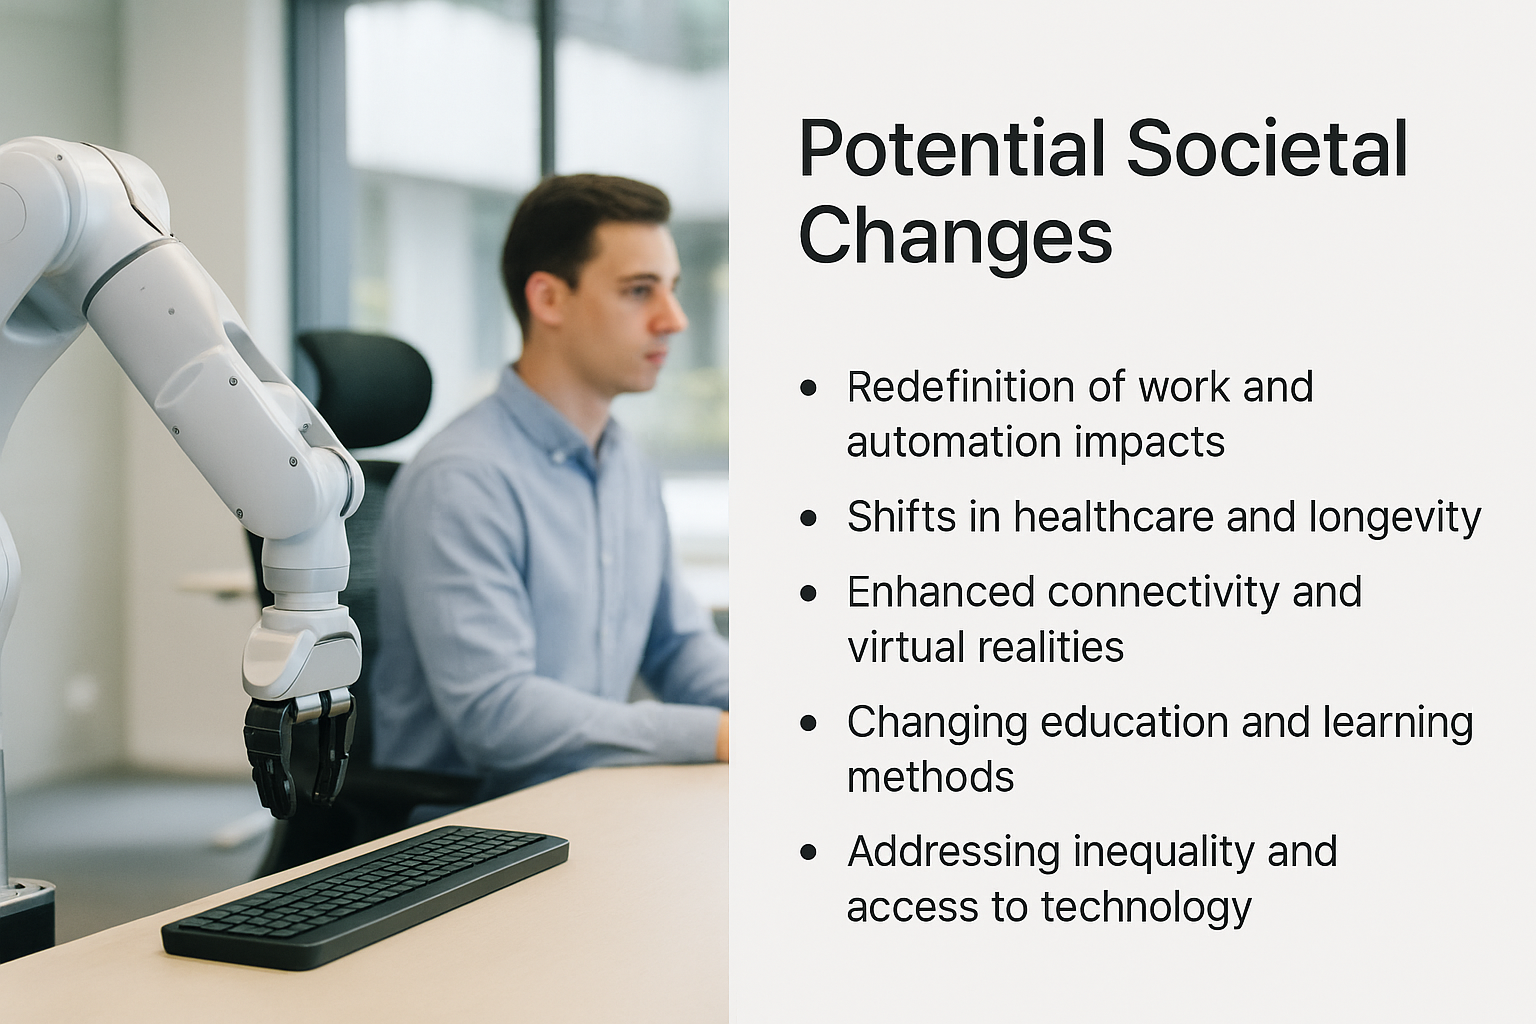 Potential Societal
Changes
• Redefinition of work and
automation impacts
• Shifts in healthcare and longevity
• Enhanced connectivity and
virtual realities
• Changing education and learning
methods
• Addressing inequality and
access to technology